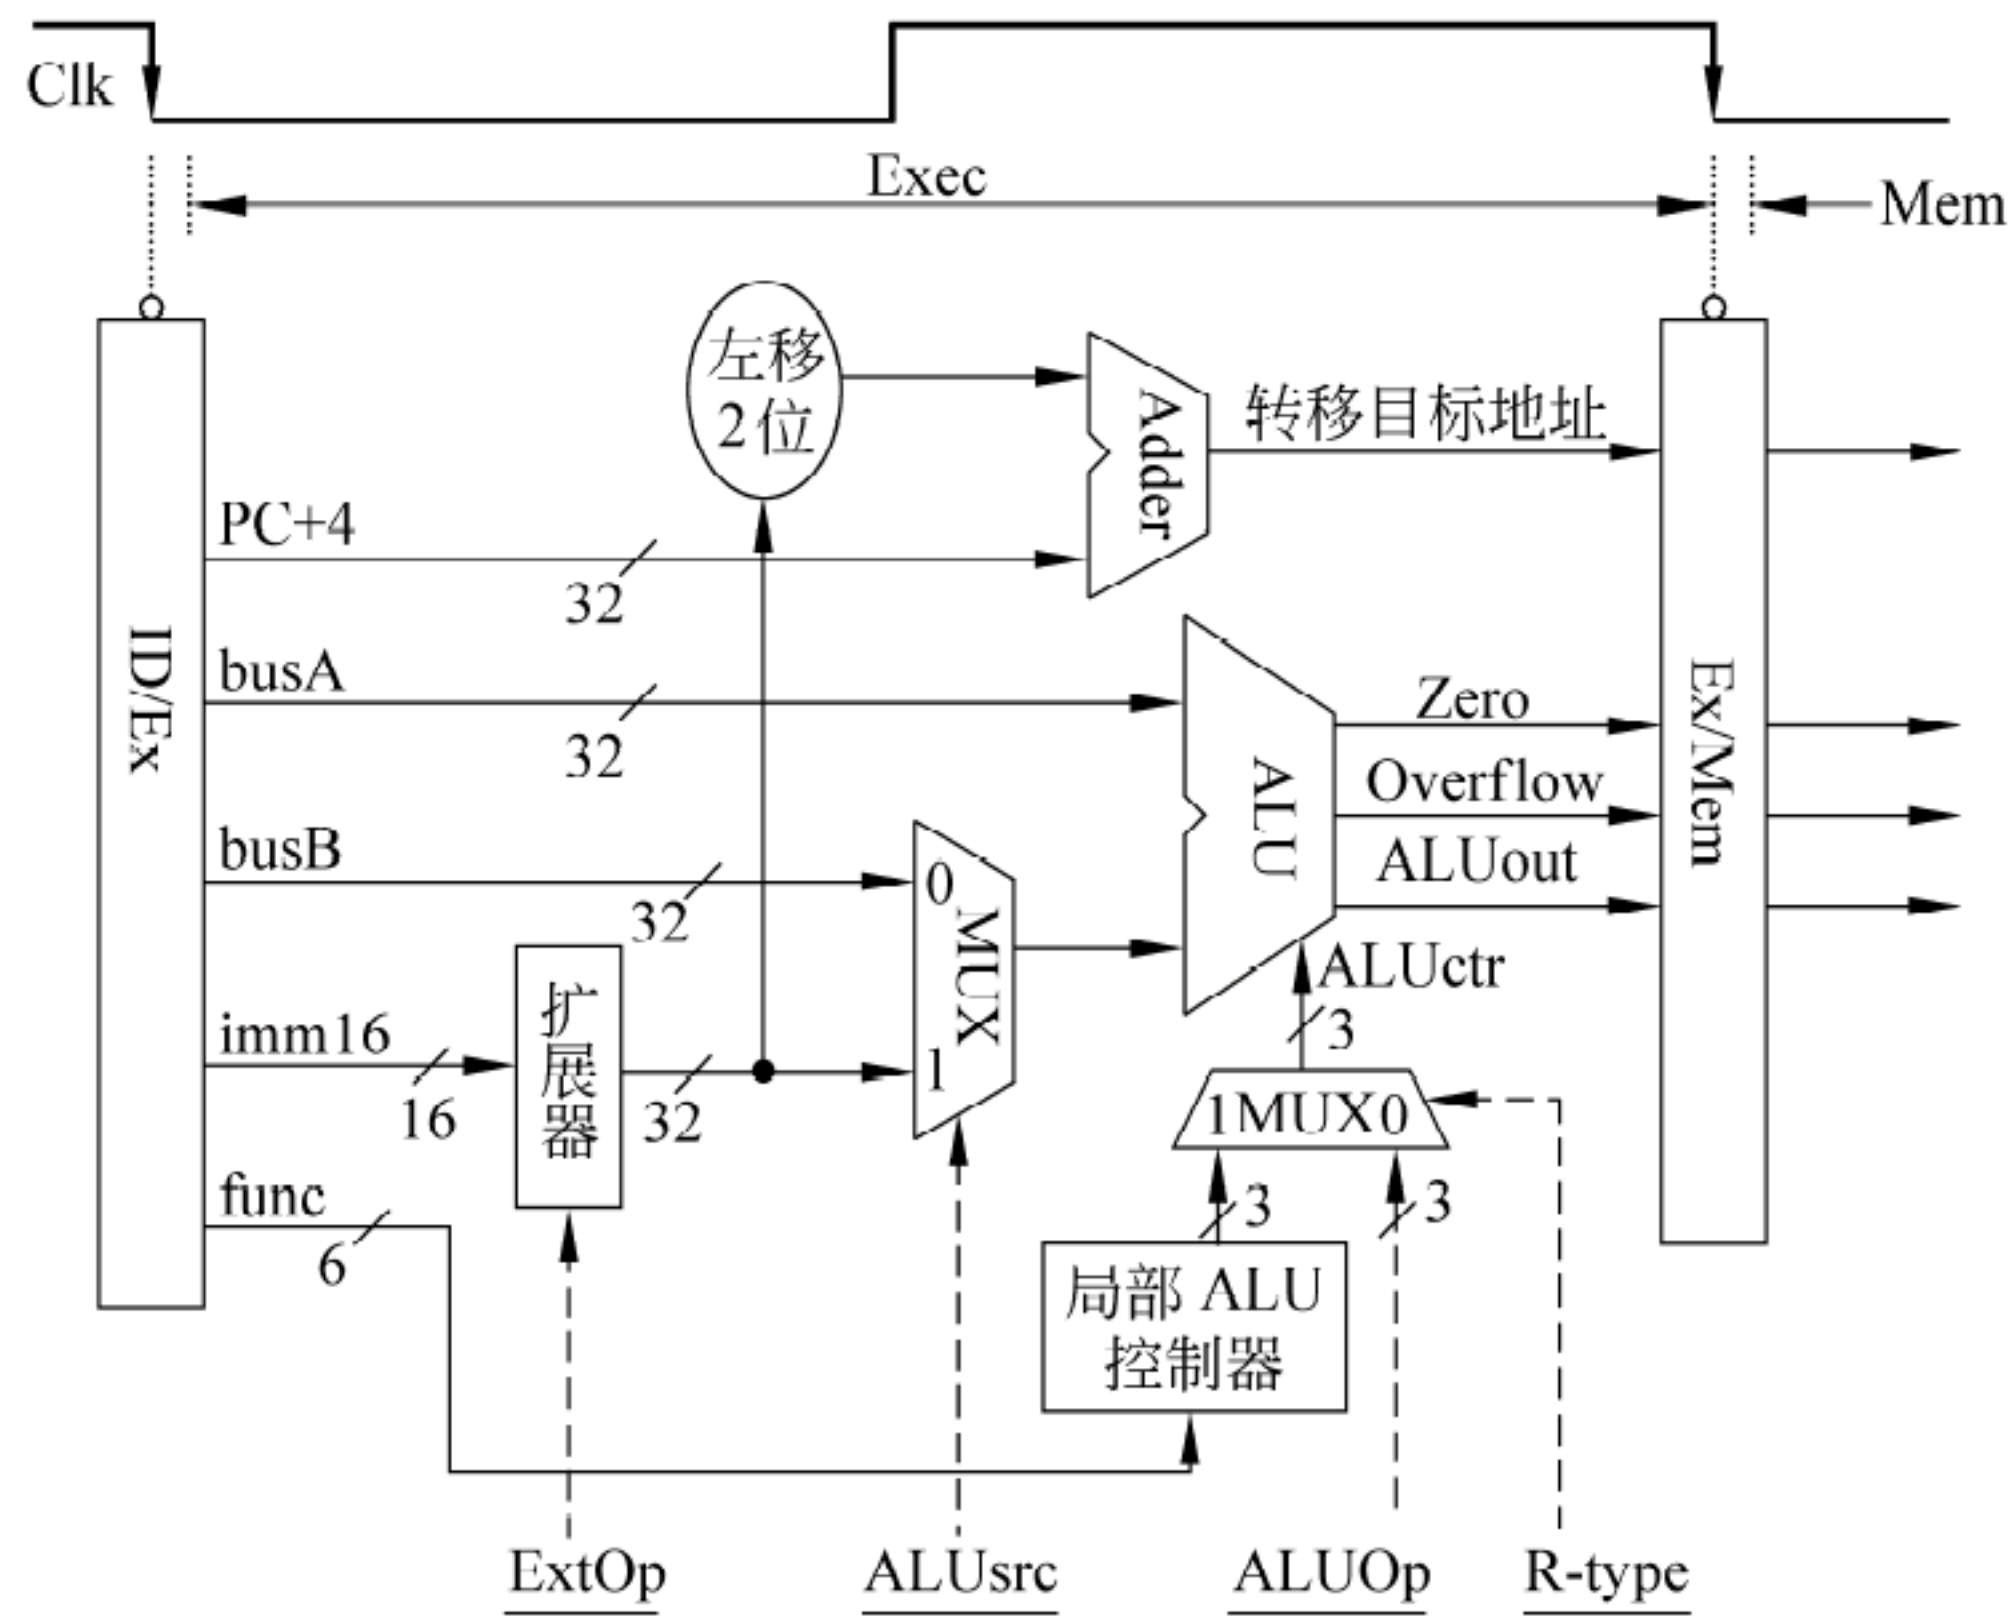 Clk
Exec
Mem
左移
2位
Adder
转移目标地址
PC+4
32
ID/Ex
busA
32
Zero
Ex/Mem
Overflow
ALU
busB
32
0
MUX
ALUout
ALUctr
3
扩展器
imm16
16
32
1
1MUX0
func
6
3
3
局部 ALU
控制器
ExtOp
ALUsrc
ALUOp
R-type